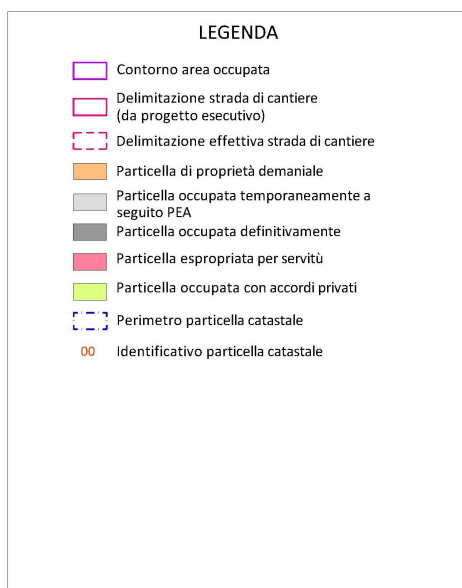 LEGENDA
Contorno area occupata
Delimitazione strada di cantiere
(da progetto esecutivo)
Delimitazione effettiva strada di cantiere
Particella di proprietà demaniale
Particella occupata temporaneamente a
seguito PEA
Particella occupata definitivamente
Particella espropriata per servitù
Particella occupata con accordi privati
Perimetro particella catastale
00 Identificativo particella catastale